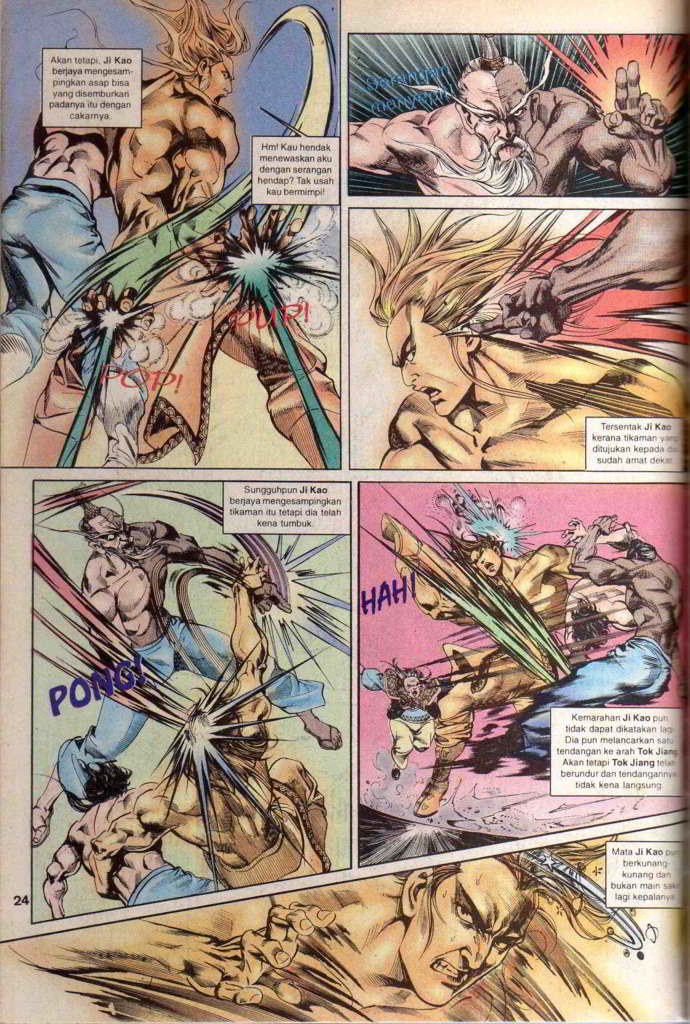 Akan tetapi, Ji Kao
berjaya mengesam-
pingkan asap bisa
yang disemburkan
padanya itu dengan
cakarnya.
Hm! Kau hendak
menewaskan aku
dengan serangan
hendap? Tak usah
kau bermimpi!
POP!
PUP!
Serangan
Tersentak Ji Kao
kerana tikaman yang
ditujukan kepada dia
sudah amat dekat.
Sungguhpun Ji Kao
berjaya mengesampingkan
tikaman itu tetapi dia telah
kena tumbuk.
PONG!
HAH!
Kemarahan Ji Kao pun
tidak dapat dikatakan lagi.
Dia pun melancarkan satu
tendangan ke arah Tok Jiang.
Akan tetapi Tok Jiang telah
berundur dan tendangannya
tidak kena langsung.
Mata Ji Kao pun
berkunang-
kunang dan
bukan main sakit
lagi kepalanya.
24